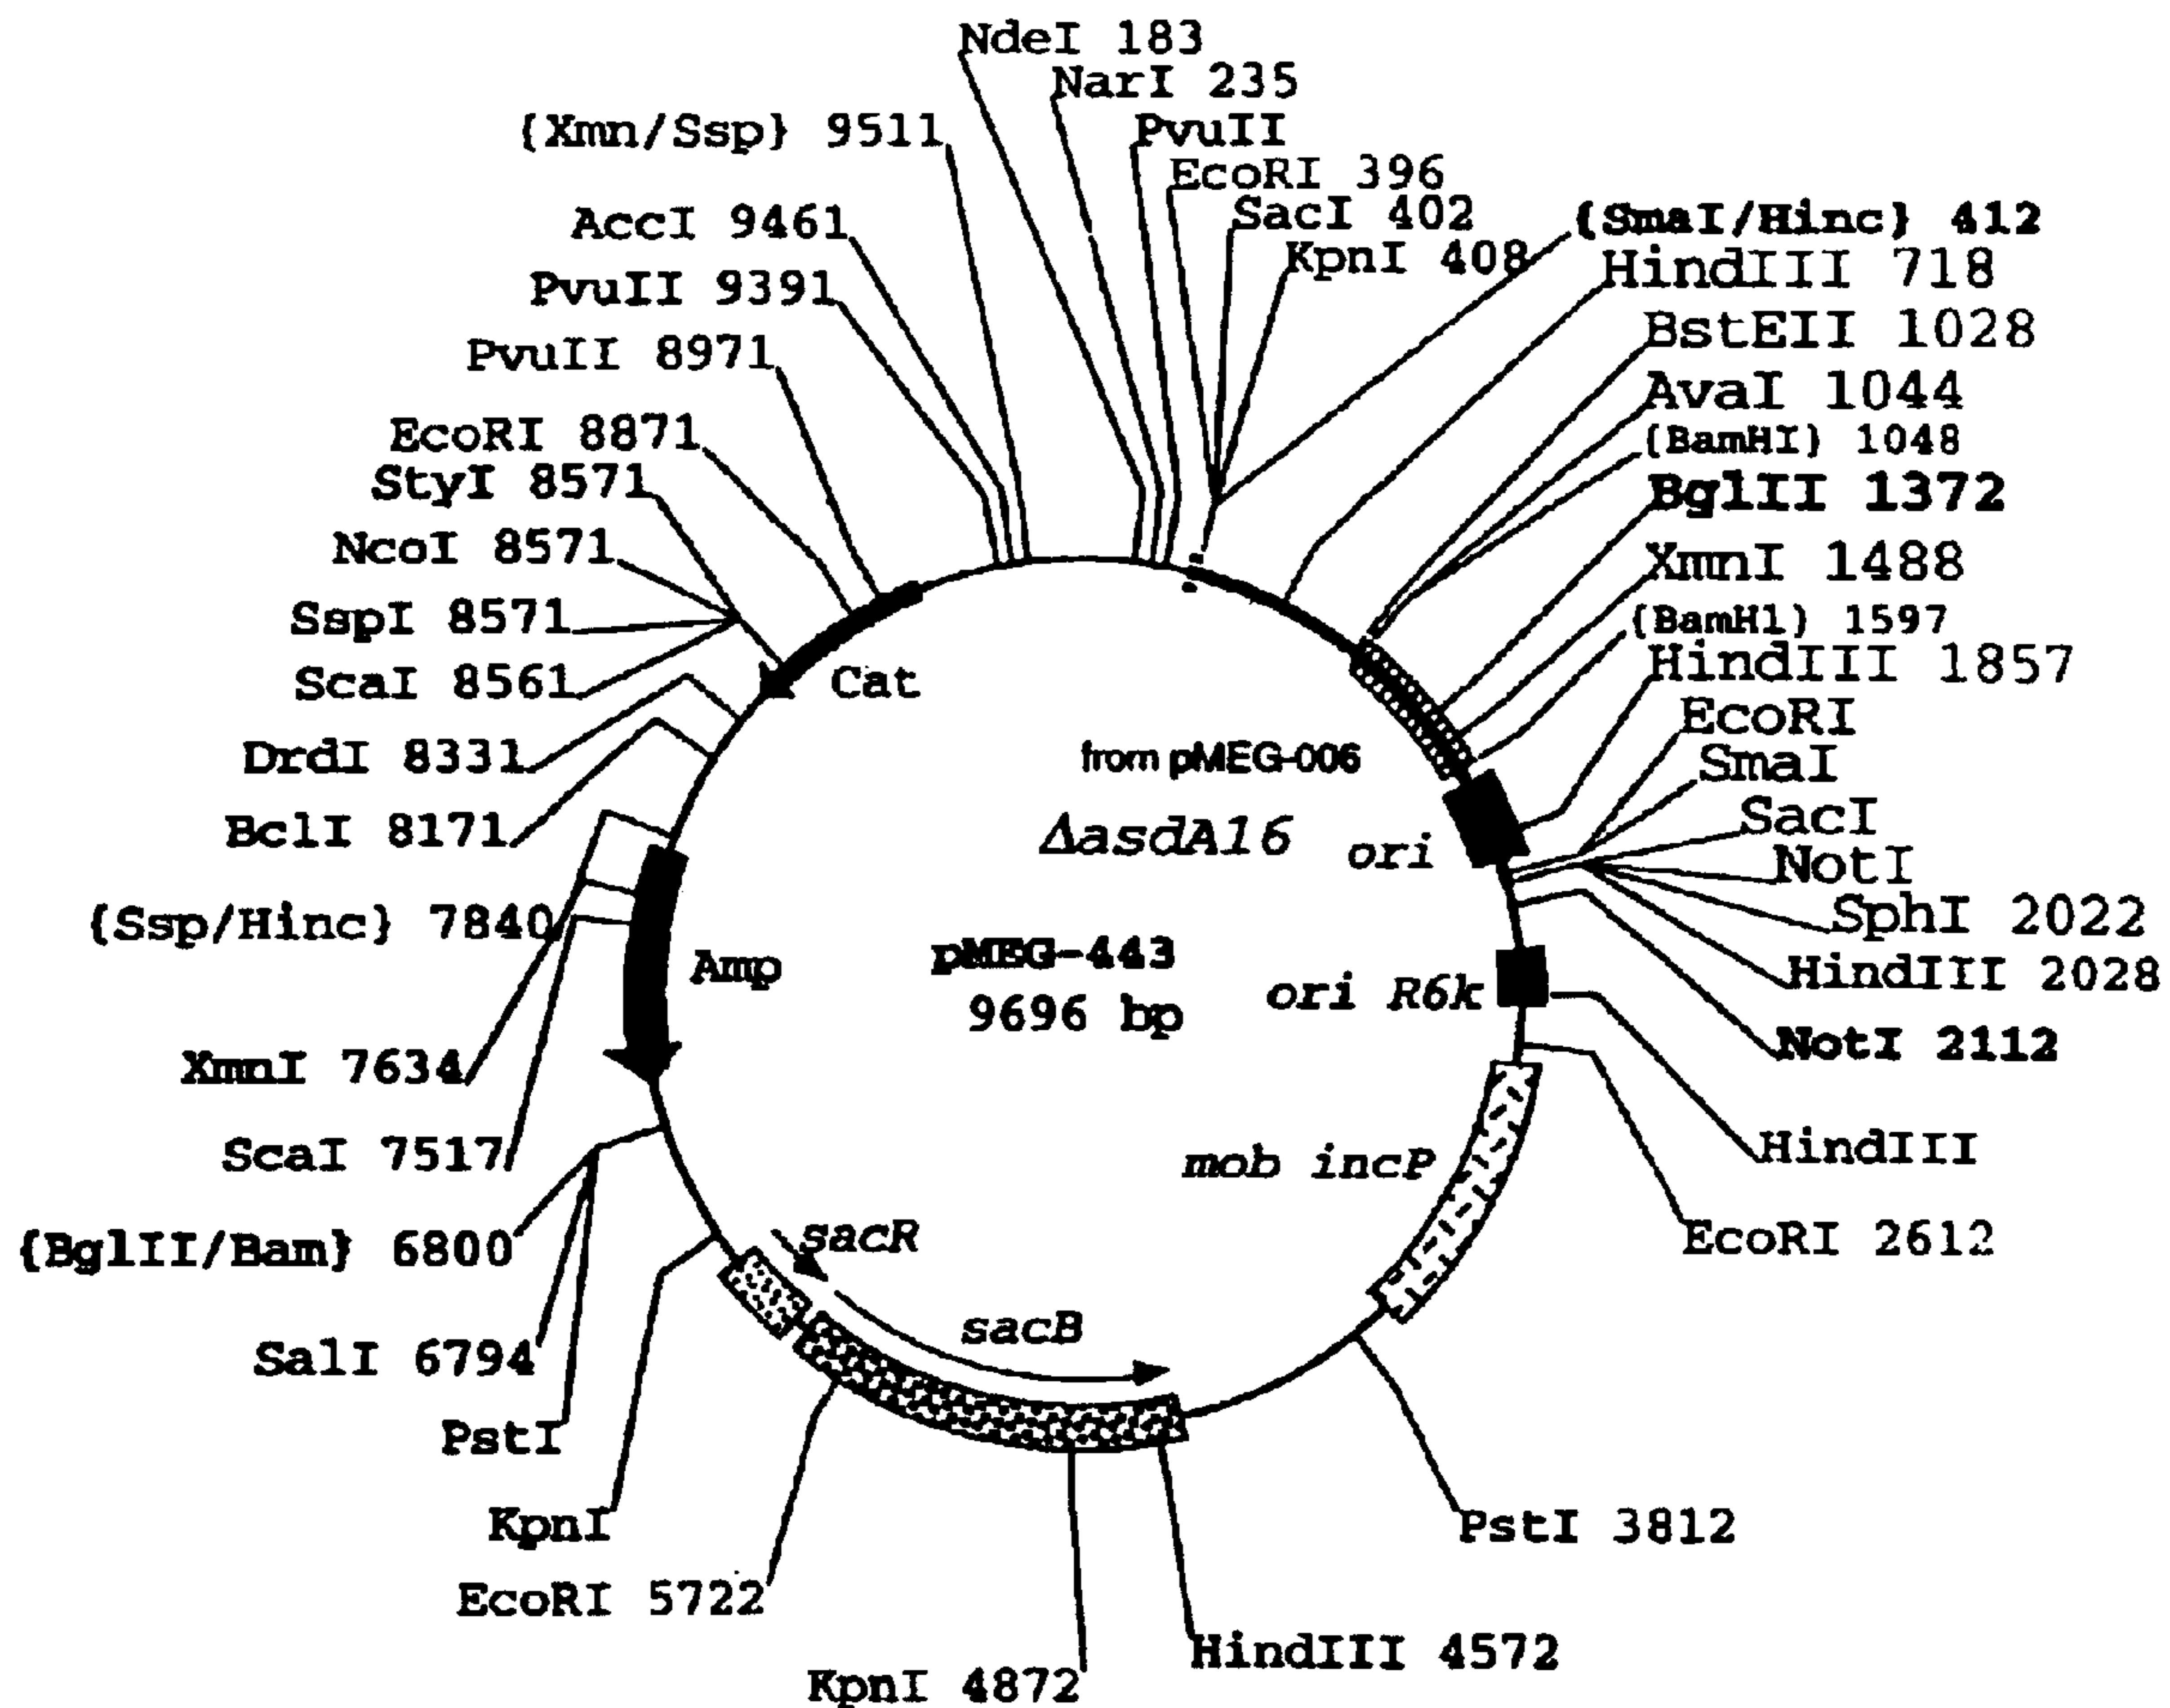 NdeI 183
NarI 235
{Xmn/Ssp} 9511
PvuII
EcoRI 396
AccI 9461
SacI 402
{SmaI/Hinc} 412
KpnI 408
HindIII 718
PvuII 9391
BstEII 1028
PvuII 8971
AvaI 1044
EcoRI 8871
(BamHI) 1048
StyI 8571
BglII 1372
NcoI 8571
XmnI 1488
SspI 8571
(BamH1) 1597
ScaI 8561
Cat
HindIII 1857
EcoRI
DrdI 8331
from pMEG-006
SmaI
BclI 8171
ΔasdA16
ori
SacI
NotI
{Ssp/Hinc} 7840
SphI 2022
Amp
pMEG-443
HindIII 2028
9696 bp
ori R6k
XmnI 7634
NotI 2112
ScaI 7517
mob incP
HindIII
{BglII/Bam} 6800
sacR
EcoRI 2612
SalI 6794
sacB
PstI
KpnI
PstI 3812
EcoRI 5722
HindIII 4572
KpnI 4872